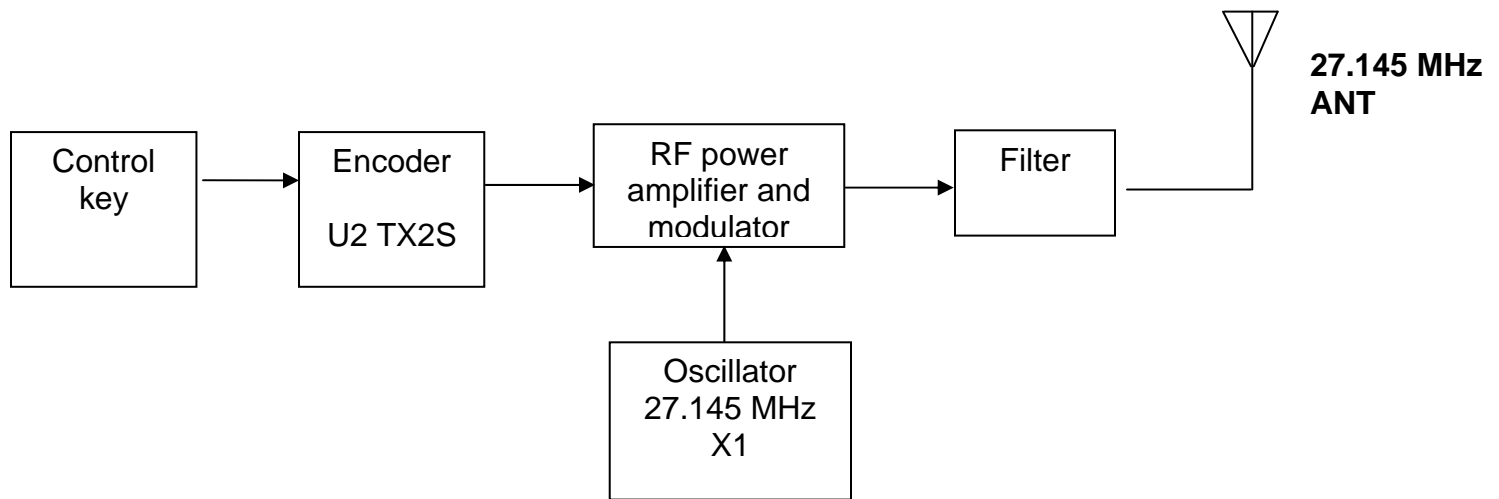 27.145 MHz
ANT
Control
key
Encoder
U2 TX2S
RF power
amplifier and
modulator
Filter
Oscillator
27.145 MHz
X1